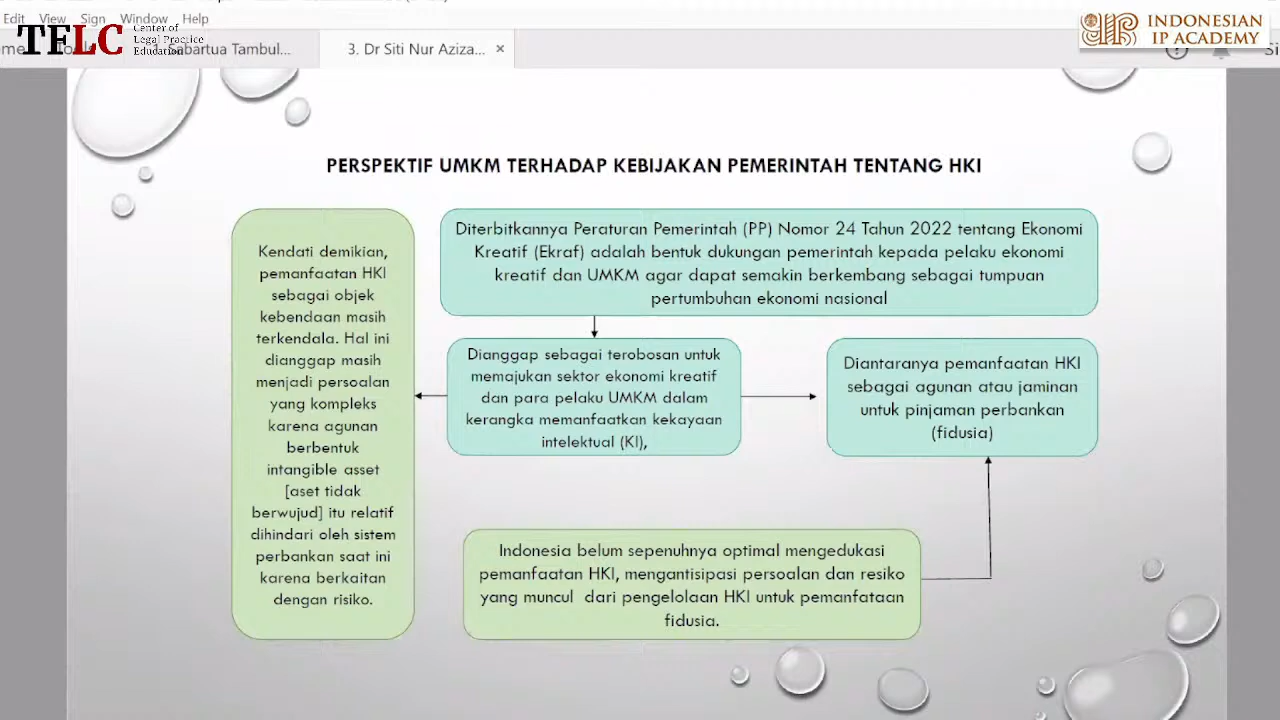 Edit View Sign Window Help
TFLC Center of
Legal Practice
Education
INDONESIAN
IP ACADEMY
Sabartua Tambul...
3. Dr Siti Nur Aziza... ×
PERSPEKTIF UMKM TERHADAP KEBIJAKAN PEMERINTAH TENTANG HKI
Kendati demikian,
pemanfaatan HKI
sebagai objek
kebendaan masih
terkendala. Hal ini
dianggap masih
menjadi persoalan
yang kompleks
karena agunan
berbentuk
intangible asset
[aset tidak
berwujud] itu relatif
dihindari oleh sistem
perbankan saat ini
karena berkaitan
dengan risiko.
Diterbitkannya Peraturan Pemerintah (PP) Nomor 24 Tahun 2022 tentang Ekonomi
Kreatif (Ekraf) adalah bentuk dukungan pemerintah kepada pelaku ekonomi
kreatif dan UMKM agar dapat semakin berkembang sebagai tumpuan
pertumbuhan ekonomi nasional
Dianggap sebagai terobosan untuk
memajukan sektor ekonomi kreatif
dan para pelaku UMKM dalam
kerangka memanfaatkan kekayaan
intelektual (KI),
Diantaranya pemanfaatan HKI
sebagai agunan atau jaminan
untuk pinjaman perbankan
(fidusia)
Indonesia belum sepenuhnya optimal mengedukasi
pemanfaatan HKI, mengantisipasi persoalan dan resiko
yang muncul dari pengelolaan HKI untuk pemanfataan
fidusia.